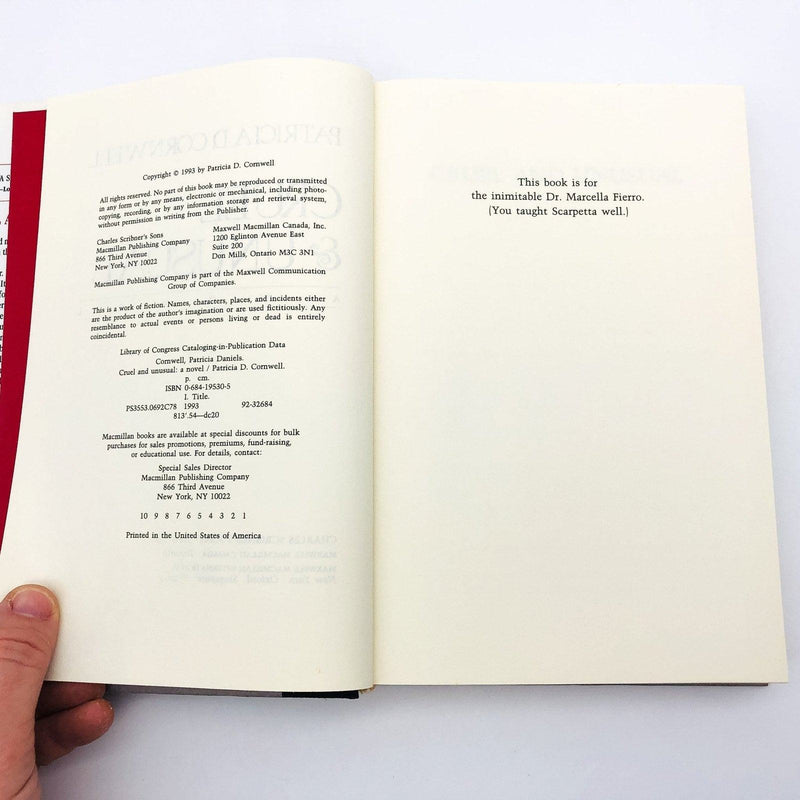 Copyright © 1993 by Patricia D. Cornwell
All rights reserved. No part of this book may be reproduced or transmitted
in any form or by any means, electronic or mechanical, including photo-
copying, recording, or by any information storage and retrieval system,
without permission in writing from the Publisher.
Charles Scribner's Sons
Macmillan Publishing Company
866 Third Avenue
New York, NY 10022
Maxwell Macmillan Canada, Inc.
1200 Eglinton Avenue East
Suite 200
Don Mills, Ontario M3C 3N1
Macmillan Publishing Company is part of the Maxwell Communication
Group of Companies.
This is a work of fiction. Names, characters, places, and incidents either
are the product of the author's imagination or are used fictitiously. Any
resemblance to actual events or persons living or dead is entirely
coincidental.
Library of Congress Cataloging-in-Publication Data
Cornwell, Patricia Daniels.
Cruel and unusual: a novel / Patricia D. Cornwell.
p. cm.
ISBN 0-684-19530-5
I. Title.
PS3553.0692C78 1993 92-32684
813'.54—dc20
Macmillan books are available at special discounts for bulk
purchases for sales promotions, premiums, fund-raising,
or educational use. For details, contact:
Special Sales Director
Macmillan Publishing Company
866 Third Avenue
New York, NY 10022
10 9 8 7 6 5 4 3 2 1
Printed in the United States of America
This book is for
the inimitable Dr. Marcella Fierro.
(You taught Scarpetta well.)